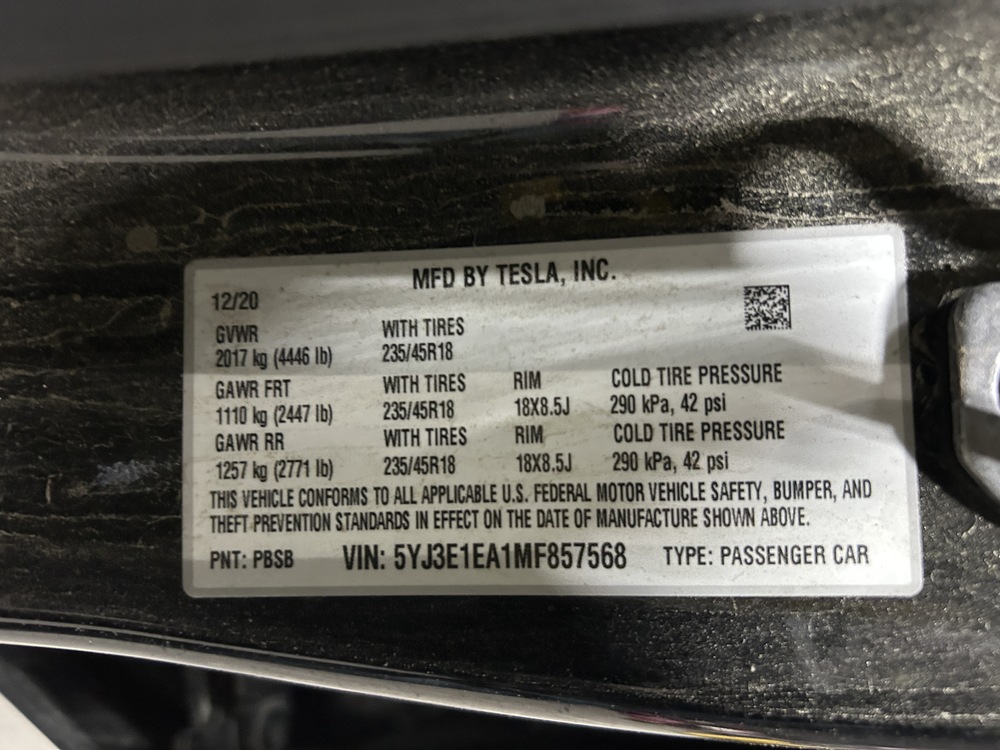 MFD BY TESLA, INC.
12/20
GVWR WITH TIRES
2017 kg (4446 lb) 235/45R18
GAWR FRT WITH TIRES RIM COLD TIRE PRESSURE
1110 kg (2447 lb) 235/45R18 18X8.5J 290 kPa, 42 psi
GAWR RR WITH TIRES RIM COLD TIRE PRESSURE
1257 kg (2771 lb) 235/45R18 18X8.5J 290 kPa, 42 psi
THIS VEHICLE CONFORMS TO ALL APPLICABLE U.S. FEDERAL MOTOR VEHICLE SAFETY, BUMPER, AND
THEFT PREVENTION STANDARDS IN EFFECT ON THE DATE OF MANUFACTURE SHOWN ABOVE.
PNT: PBSB VIN: 5YJ3E1EA1MF857568 TYPE: PASSENGER CAR